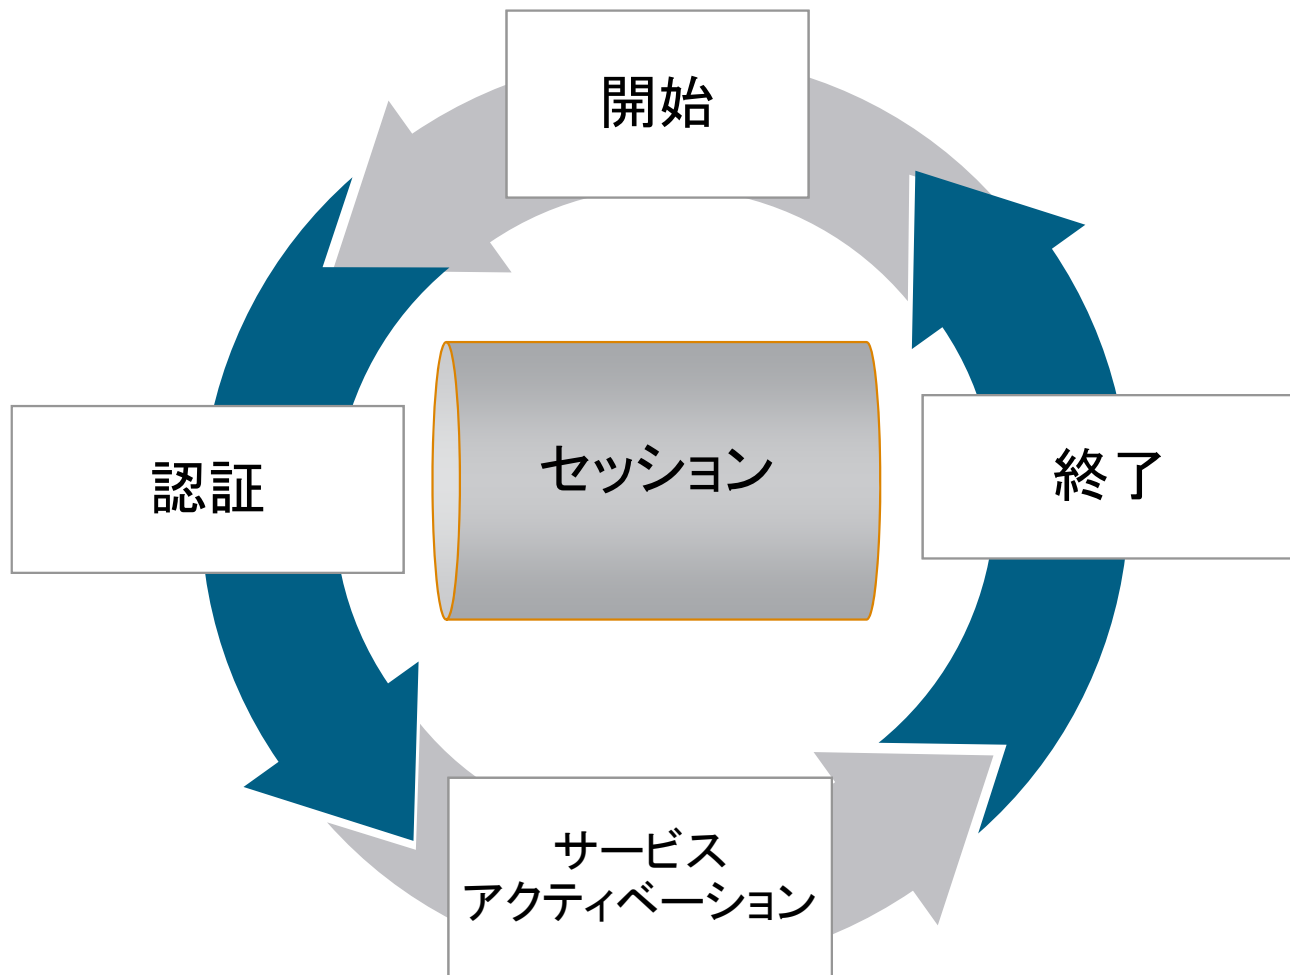 開始
認証
セッション
終了
サービス
アクティベーション